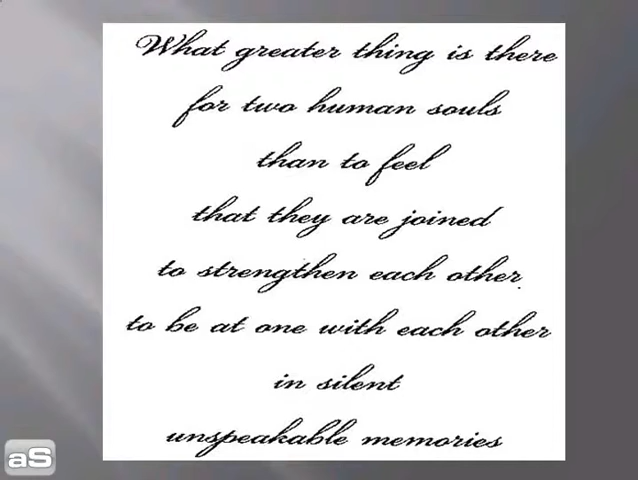 What greater thing is there
for two human souls
than to feel
that they are joined
to strengthen each other
to be at one with each other
in silent
unspeakable memories
aS